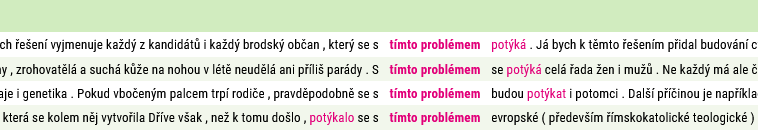 ch řešení vyjmenuje každý z kandidátů i každý brodský občan , který se s tímto problémem potýká . Já bych k těmto řešením přidal budování c
ny , zrohovatělá a suchá kůže na nohou v létě neudělá ani příliš parády . S tímto problémem se potýká celá řada žen i mužů . Ne každý má ale č
aje i genetika . Pokud vbočeným palcem trpí rodiče , pravděpodobně se s tímto problémem budou potýkat i potomci . Další příčinou je napříkla
která se kolem něj vytvořila Dříve však , než k tomu došlo , potýkalo se s tímto problémem evropské ( především římskokatolické teologické )